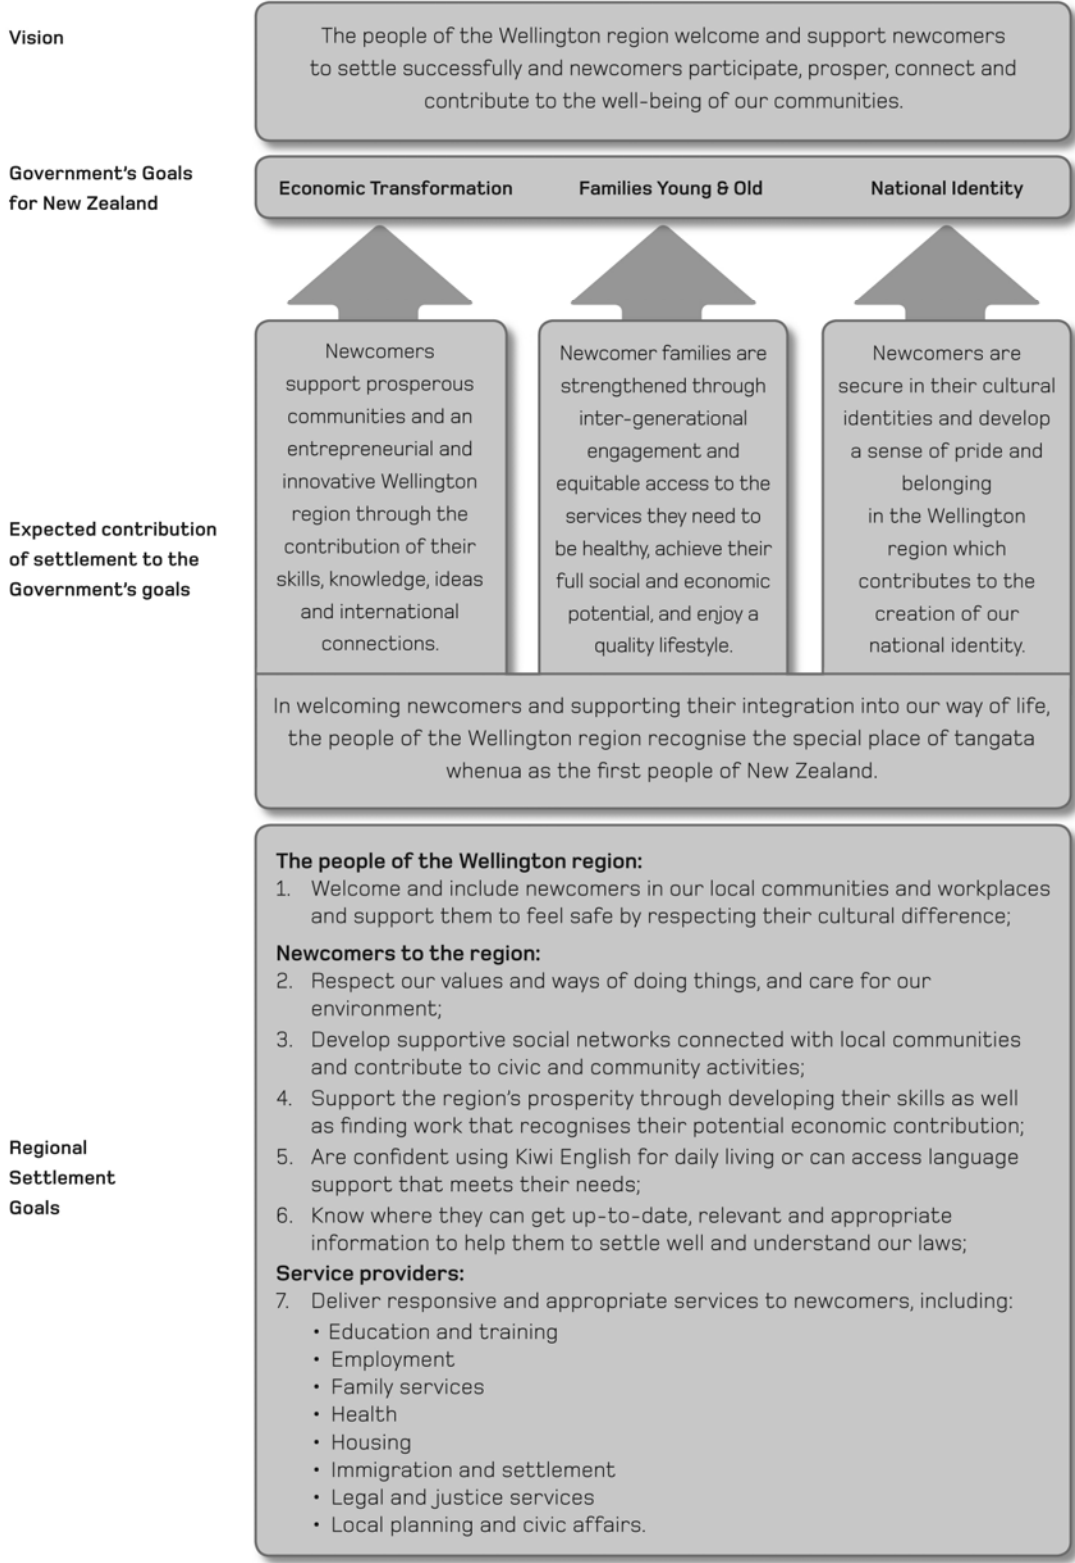 Vision
The people of the Wellington region welcome and support newcomers
to settle successfully and newcomers participate, prosper, connect and
contribute to the well-being of our communities.
Government's Goals
for New Zealand
Economic Transformation
Families Young & Old
National Identity
Expected contribution
of settlement to the
Government's goals
Newcomers
support prosperous
communities and an
entrepreneurial and
innovative Wellington
region through the
contribution of their
skills, knowledge, ideas
and international
connections.
Newcomer families are
strengthened through
inter-generational
engagement and
equitable access to the
services they need to
be healthy, achieve their
full social and economic
potential, and enjoy a
quality lifestyle.
Newcomers are
secure in their cultural
identities and develop
a sense of pride and
belonging
in the Wellington
region which
contributes to the
creation of our
national identity.
In welcoming newcomers and supporting their integration into our way of life,
the people of the Wellington region recognise the special place of tangata
whenua as the first people of New Zealand.
Regional
Settlement
Goals
The people of the Wellington region:
1. Welcome and include newcomers in our local communities and workplaces
and support them to feel safe by respecting their cultural difference;
Newcomers to the region:
2. Respect our values and ways of doing things, and care for our
environment;
3. Develop supportive social networks connected with local communities
and contribute to civic and community activities;
4. Support the region's prosperity through developing their skills as well
as finding work that recognises their potential economic contribution;
5. Are confident using Kiwi English for daily living or can access language
support that meets their needs;
6. Know where they can get up-to-date, relevant and appropriate
information to help them to settle well and understand our laws;
Service providers:
7. Deliver responsive and appropriate services to newcomers, including:
• Education and training
• Employment
• Family services
• Health
• Housing
• Immigration and settlement
• Legal and justice services
• Local planning and civic affairs.